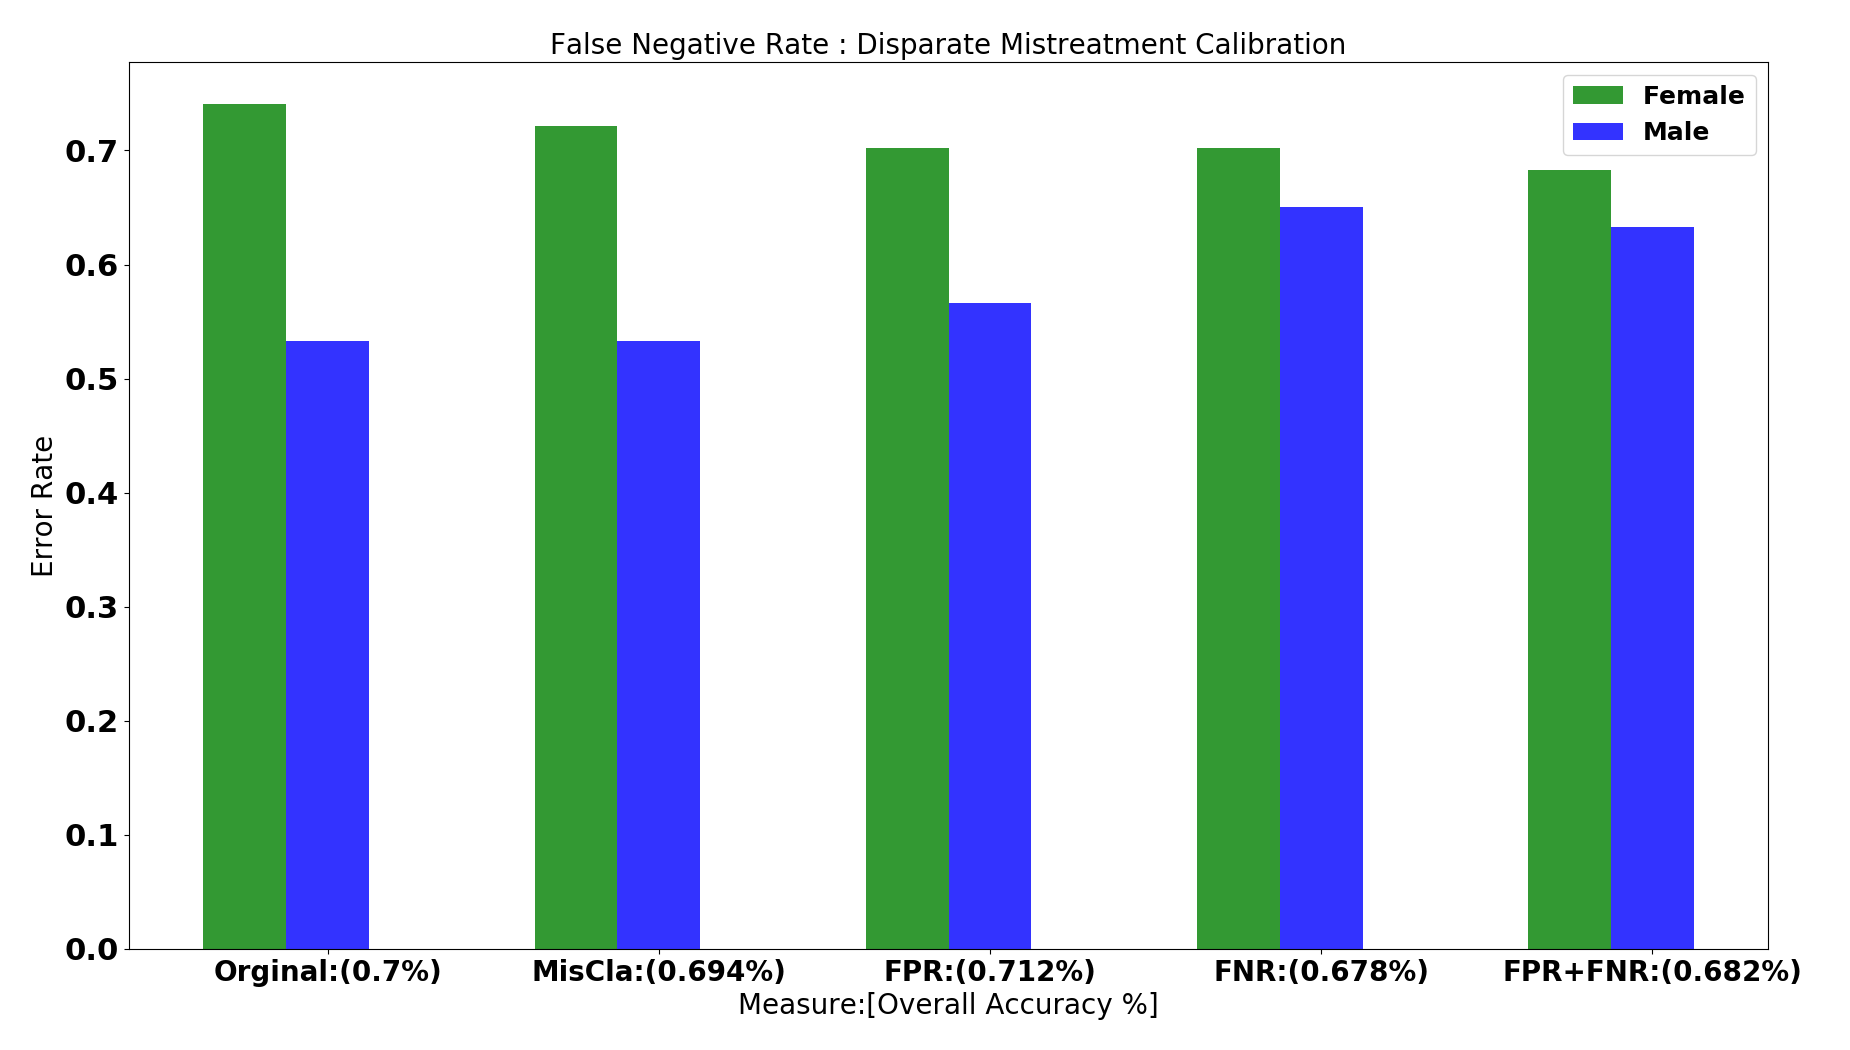 False Negative Rate : Disparate Mistreatment Calibration
Female
Male
Error Rate
0.7
0.6
0.5
0.4
0.3
0.2
0.1
0.0
Orginal:(0.7%) MisCla:(0.694%) FPR:(0.712%) FNR:(0.678%) FPR+FNR:(0.682%)
Measure:[Overall Accuracy %]